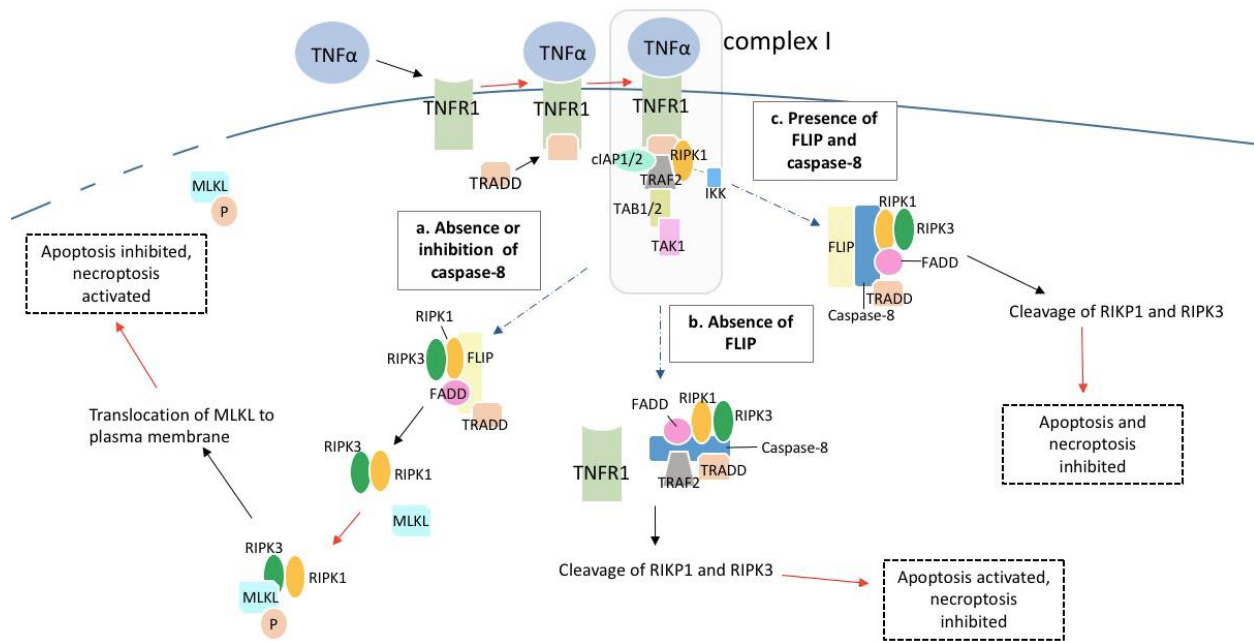 TNFα
TNFα
TNFα
complex I
TNFR1
TNFR1
TNFR1
TRADD
cIAP1/2
RIPK1
TRAF2
IKK
TAB1/2
TAK1
c. Presence of
FLIP and
caspase-8
MLKL
P
Apoptosis inhibited,
necroptosis
activated
a. Absence or
inhibition of
caspase-8
RIPK1
FLIP
RIPK3
FADD
TRADD
Caspase-8
Cleavage of RIKP1 and RIPK3
Apoptosis and
necroptosis
inhibited
b. Absence of
FLIP
RIPK1
RIPK3
FLIP
FADD
TRADD
Translocation of MLKL to
plasma membrane
RIPK3
RIPK1
MLKL
RIPK3
RIPK1
MLKL
P
FADD
RIPK1
RIPK3
Caspase-8
TNFR1
TRAF2
TRADD
Cleavage of RIKP1 and RIPK3
Apoptosis activated,
necroptosis
inhibited